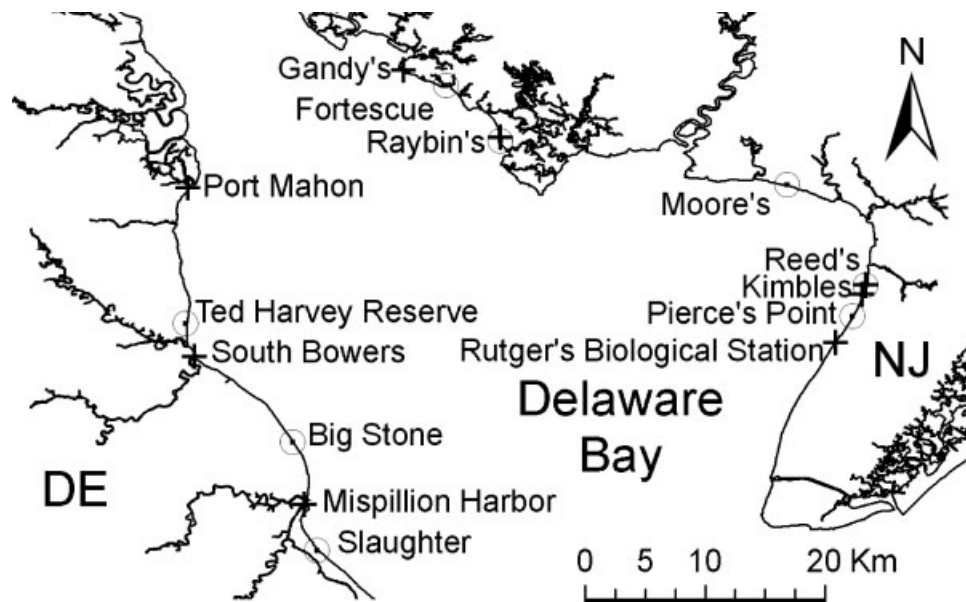 N
Gandy's
Fortescue
Raybin's
Port Mahon
Moore's
Reed's
Kimbles
Ted Harvey Reserve
Pierce's Point
South Bowers
Rutger's Biological Station
NJ
Delaware
Bay
Big Stone
DE
Mispillion Harbor
Slaughter
0 5 10 20 Km